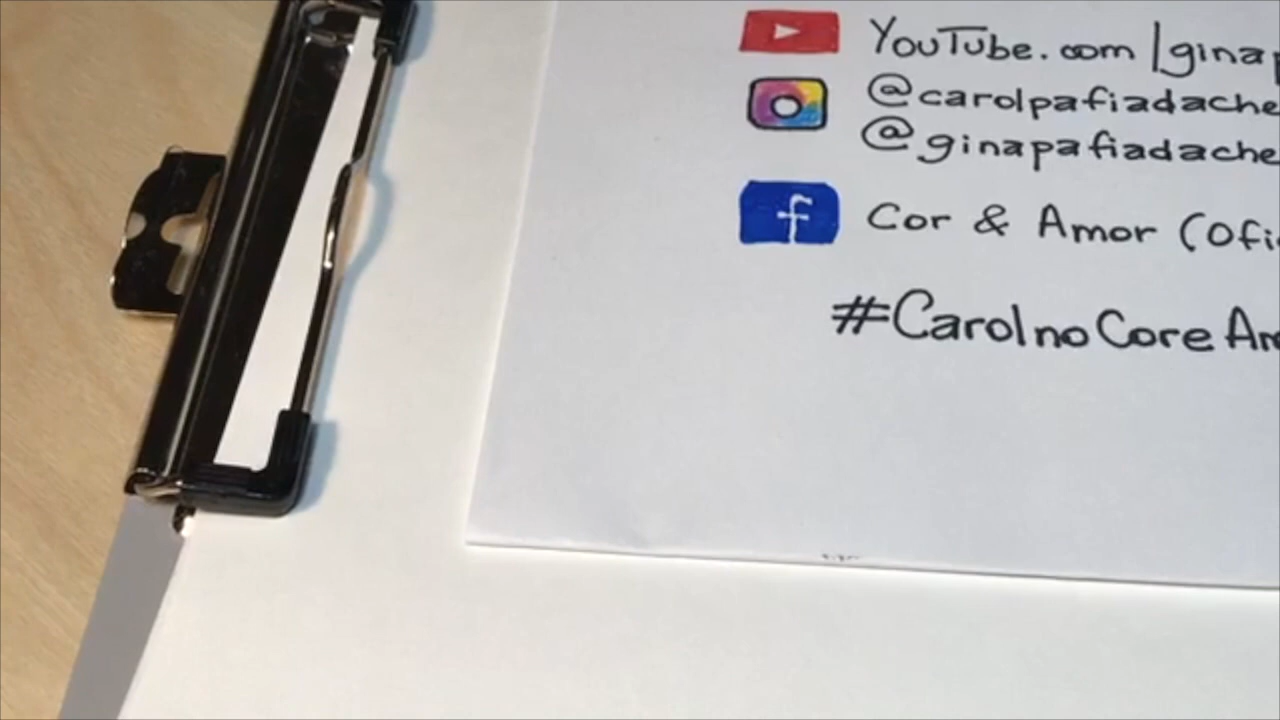 YouTube.com/gina
@carolpafiadache
@ginapafiadache
Cor & Amor (Ofi
#CarolnoCoreAm